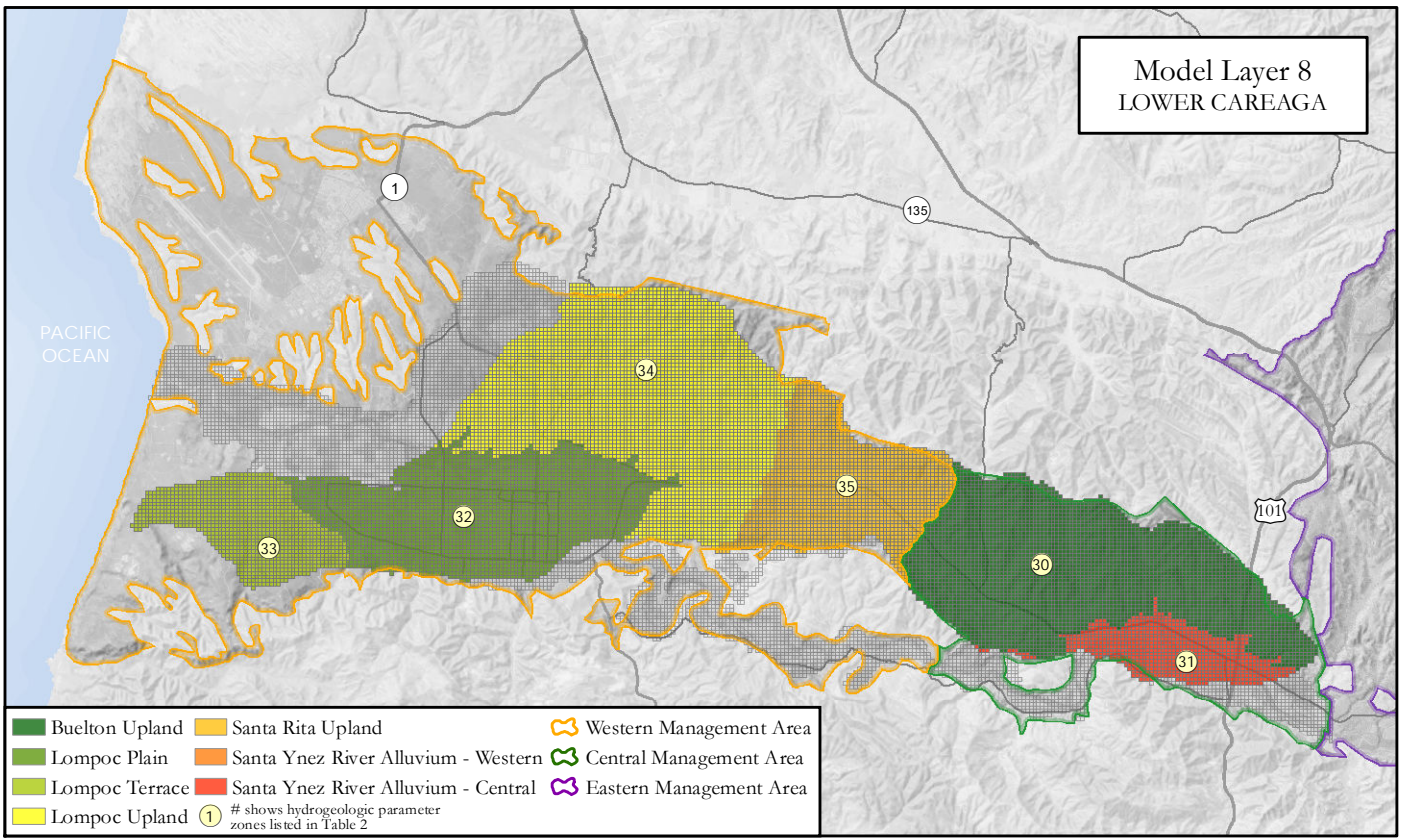 Model Layer 8
LOWER CAREAGA
1
135
PACIFIC
OCEAN
34
35
101
32
33
30
31
Buelton Upland
Lompoc Plain
Lompoc Terrace
Lompoc Upland
Santa Rita Upland
Santa Ynez River Alluvium - Western
Santa Ynez River Alluvium - Central
1 # shows hydrogeologic parameter
zones listed in Table 2
Western Management Area
Central Management Area
Eastern Management Area